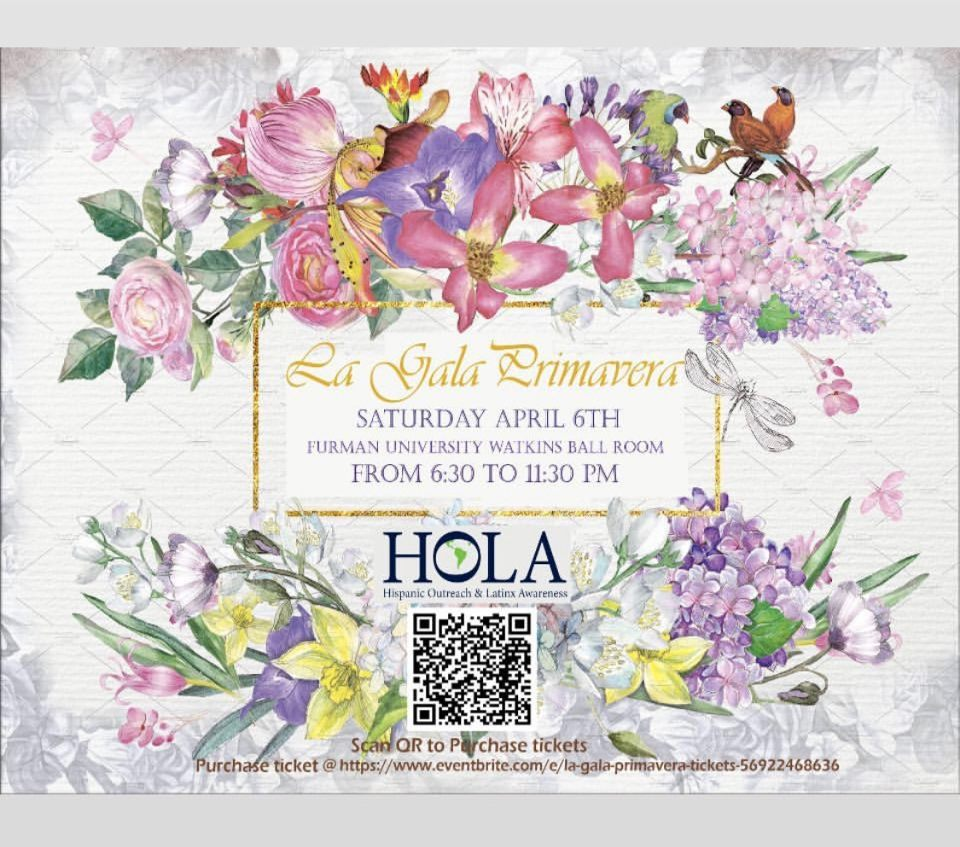 La Gala Primavera
SATURDAY APRIL 6TH
FURMAN UNIVERSITY WATKINS BALL ROOM
FROM 6:30 TO 11:30 PM
HOLA
Hispanic Outreach & Latinx Awareness
Scan QR to Purchase tickets
Purchase ticket @ https://www.eventbrite.com/e/la-gala-primavera-tickets-56922468636